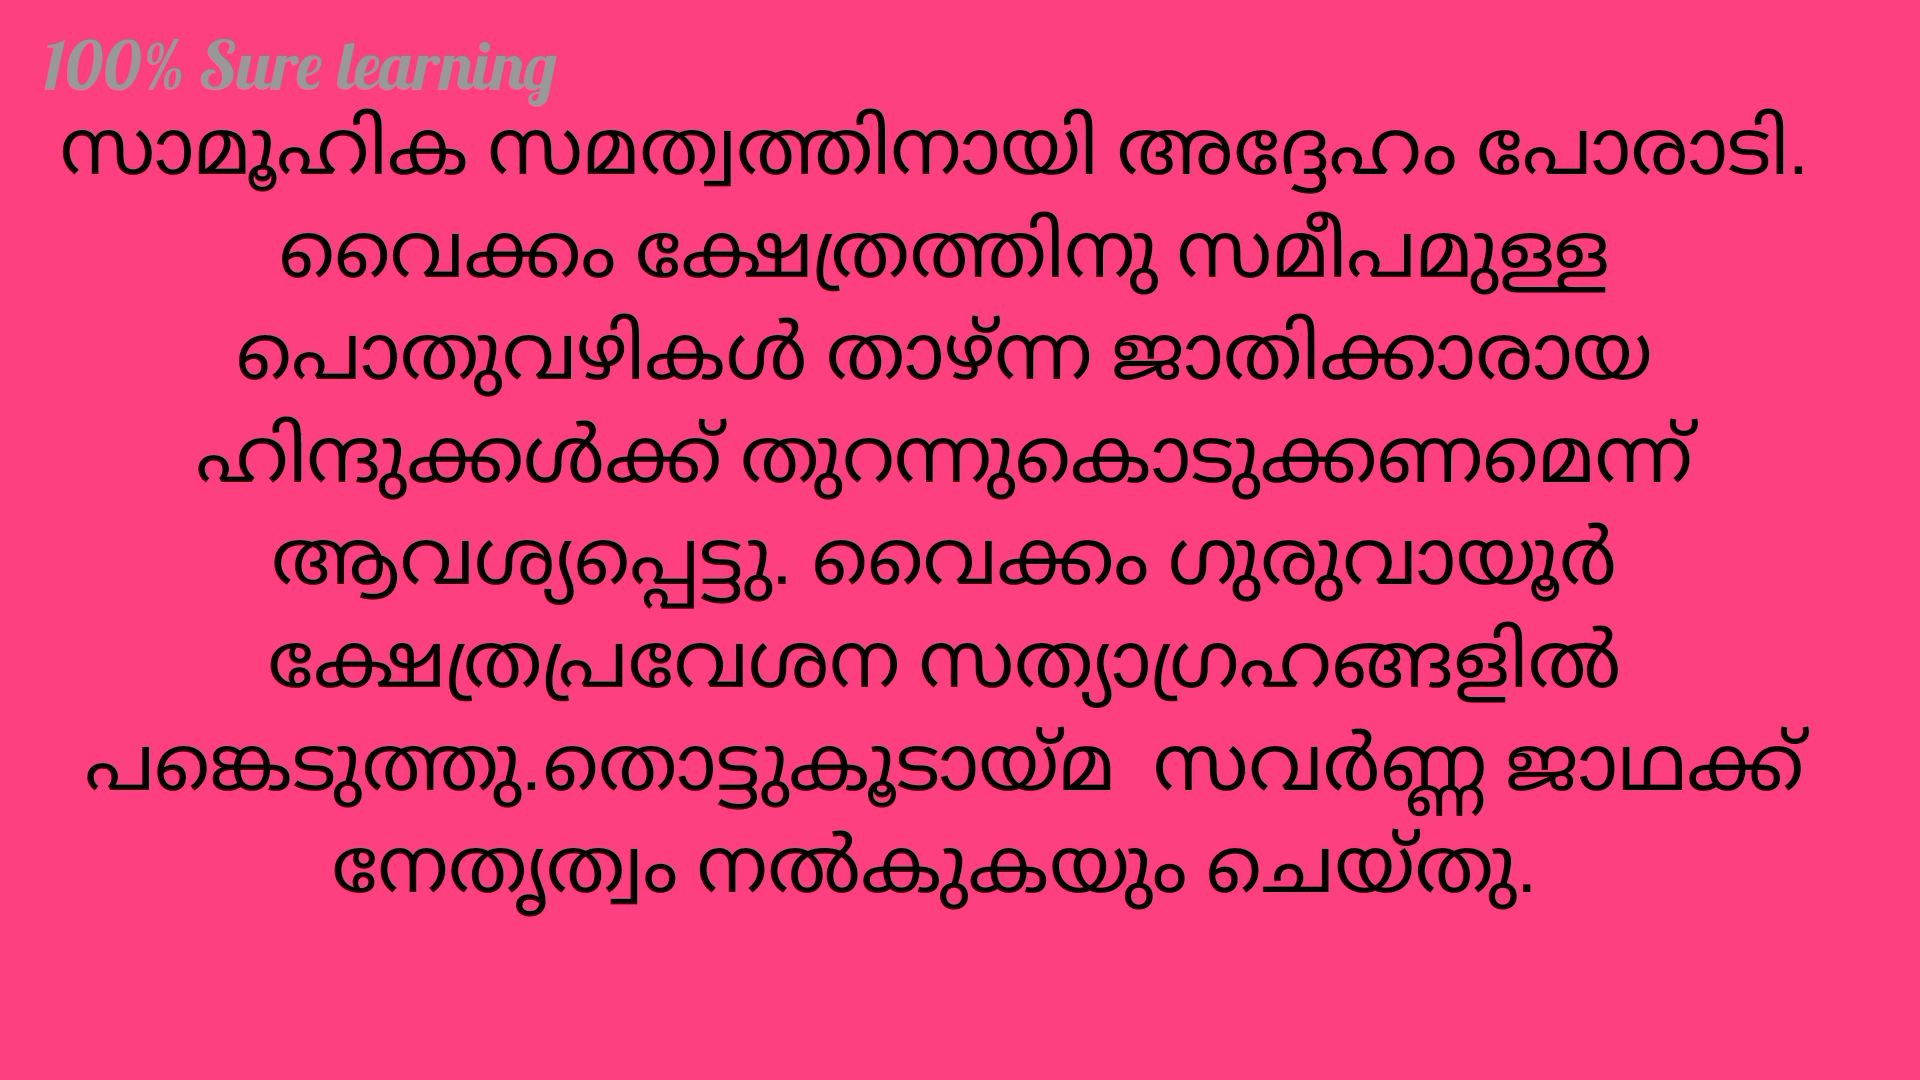 100% Sure learning
സാമൂഹിക സമത്വത്തിനായി അദ്ദേഹം പോരാടി.
വൈക്കം ക്ഷേത്രത്തിനു സമീപമുള്ള
പൊതുവഴികൾ താഴ്ന്ന ജാതിക്കാരായ
ഹിന്ദുക്കൾക്ക് തുറന്നുകൊടുക്കണമെന്ന്
ആവശ്യപ്പെട്ടു. വൈക്കം ഗുരുവായൂർ
ക്ഷേത്രപ്രവേശന സത്യാഗ്രഹങ്ങളിൽ
പങ്കെടുത്തു.തൊട്ടുകൂടായ്മ  സവർണ്ണ ജാഥക്ക്
നേതൃത്വം നൽകുകയും ചെയ്തു.